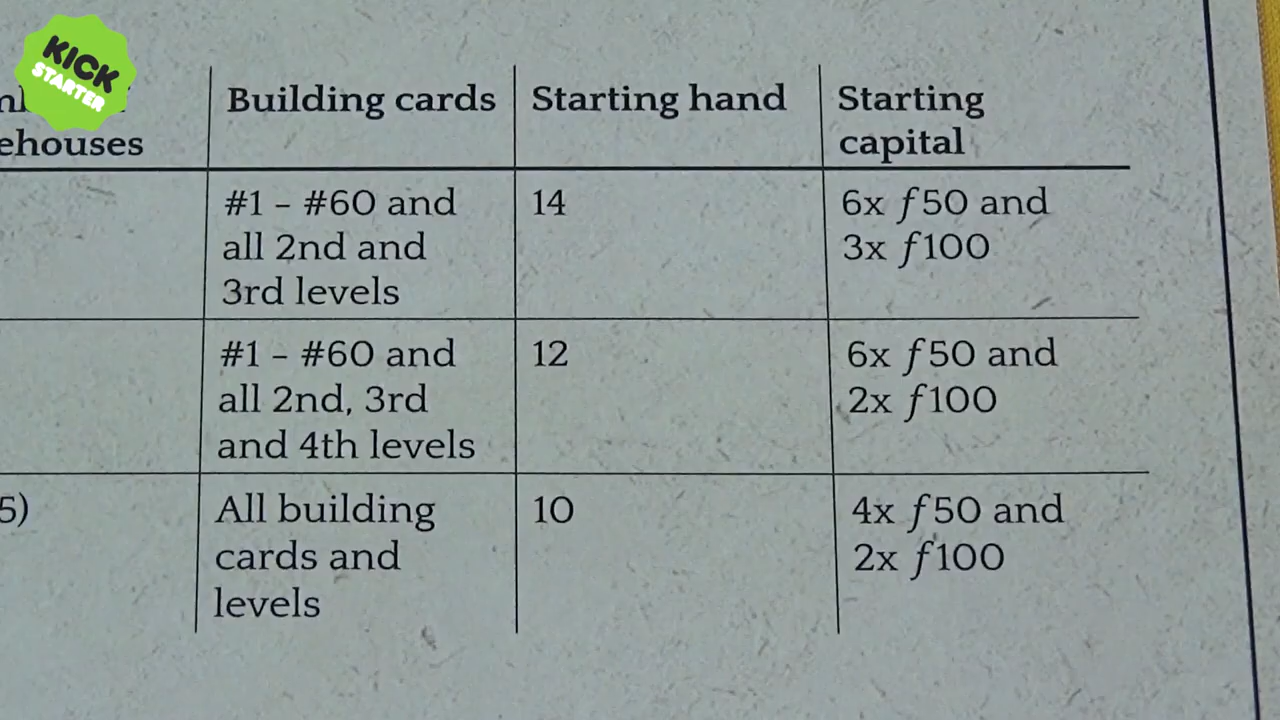 KICK
STARTER
Building cards
Starting hand
Starting
capital
#1 – #60 and
all 2nd and
3rd levels
14
6x ƒ50 and
3x ƒ100
#1 – #60 and
all 2nd, 3rd
and 4th levels
12
6x ƒ50 and
2x ƒ100
5)
All building
cards and
levels
10
4x ƒ50 and
2x ƒ100